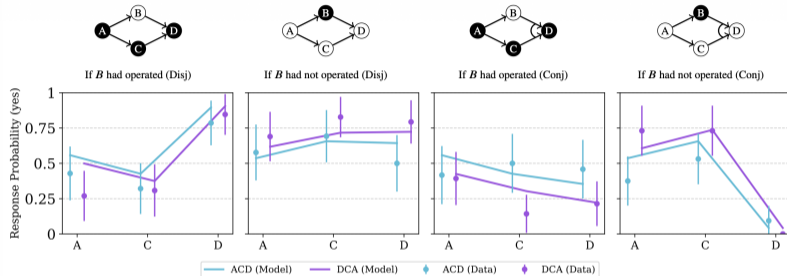 B B B B
A D A D A D A D
C C C C
If B had operated (Disj) If B had not operated (Disj) If B had operated (Conj) If B had not operated (Conj)
Response Probability (yes)
1
0.75
0.5
0.25
0
A C D A C D A C D A C D
ACD (Model) DCA (Model) ACD (Data) DCA (Data)